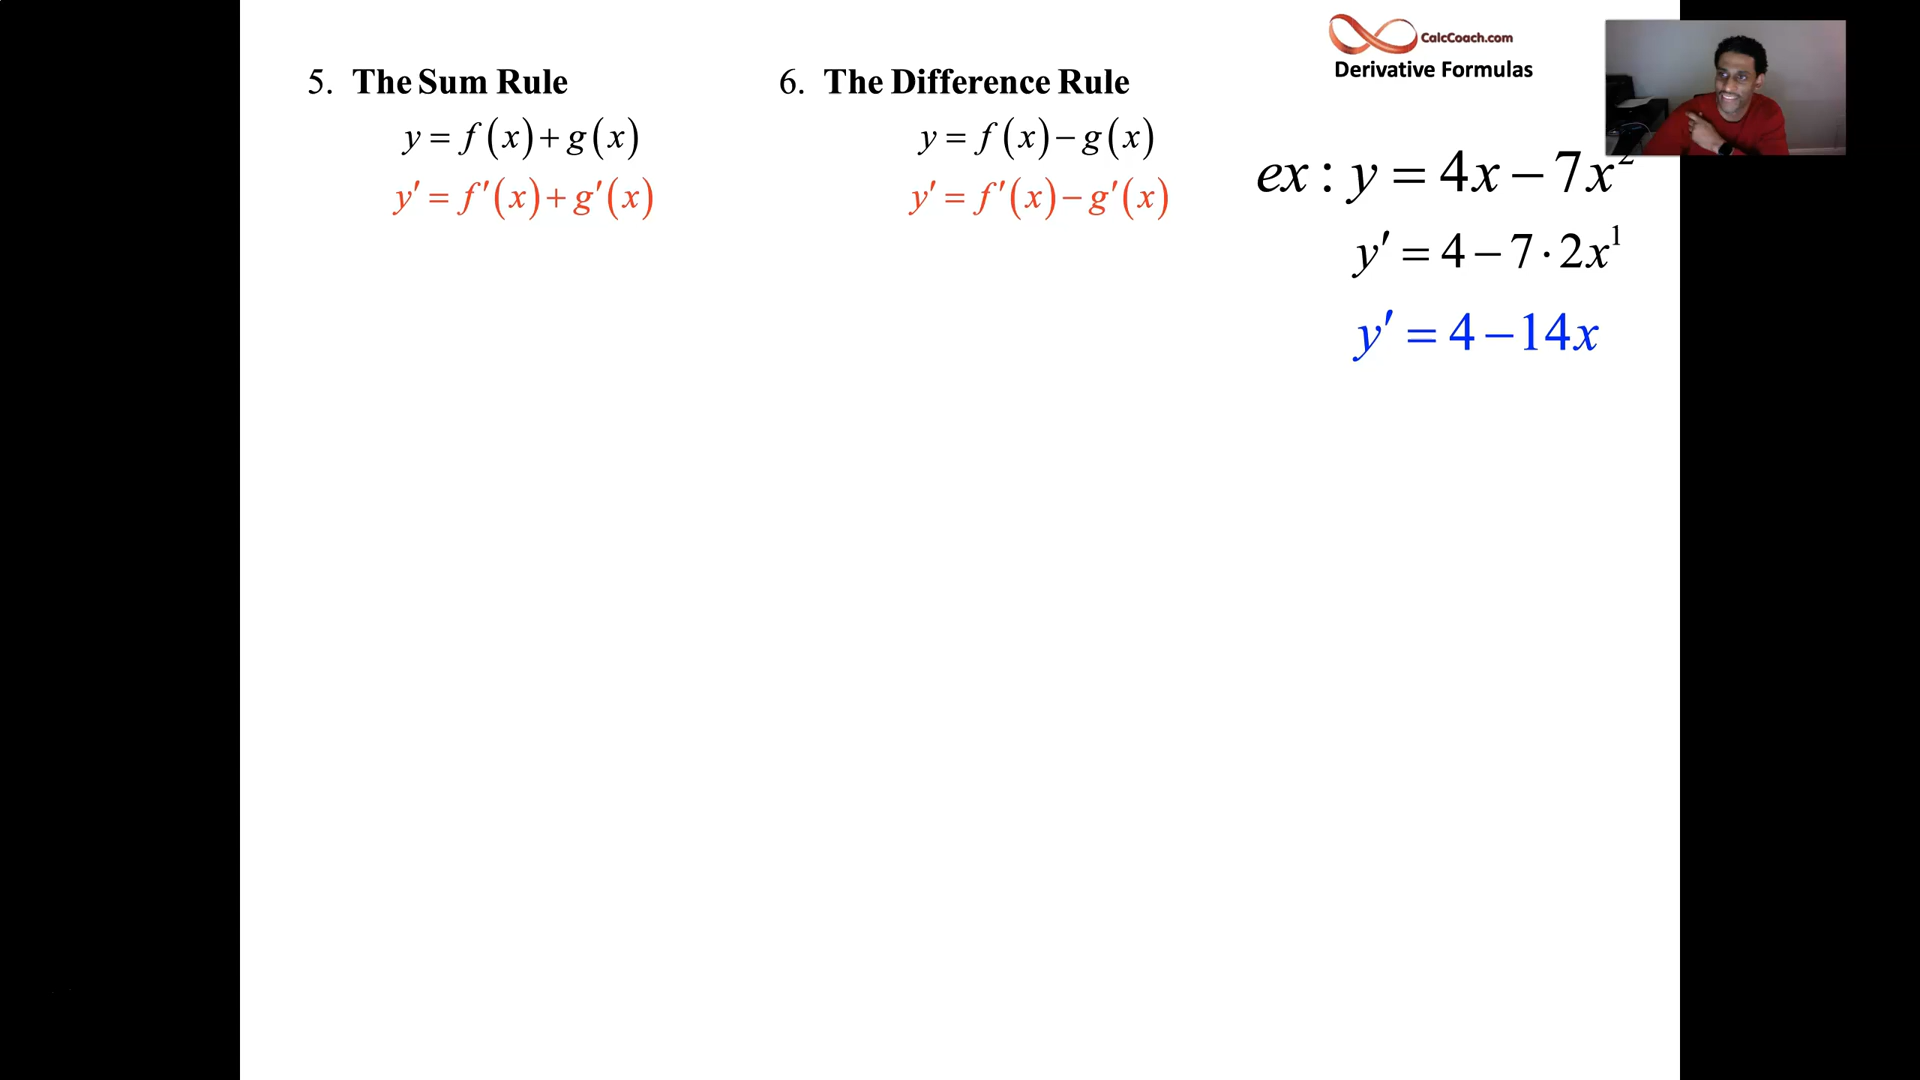 CalcCoach.com
Derivative Formulas
5. The Sum Rule
y = f(x) + g(x)
y′ = f′(x) + g′(x)
6. The Difference Rule
y = f(x) − g(x)
y′ = f′(x) − g′(x)
ex : y = 4x − 7x²
y′ = 4 − 7 · 2x¹
y′ = 4 − 14x